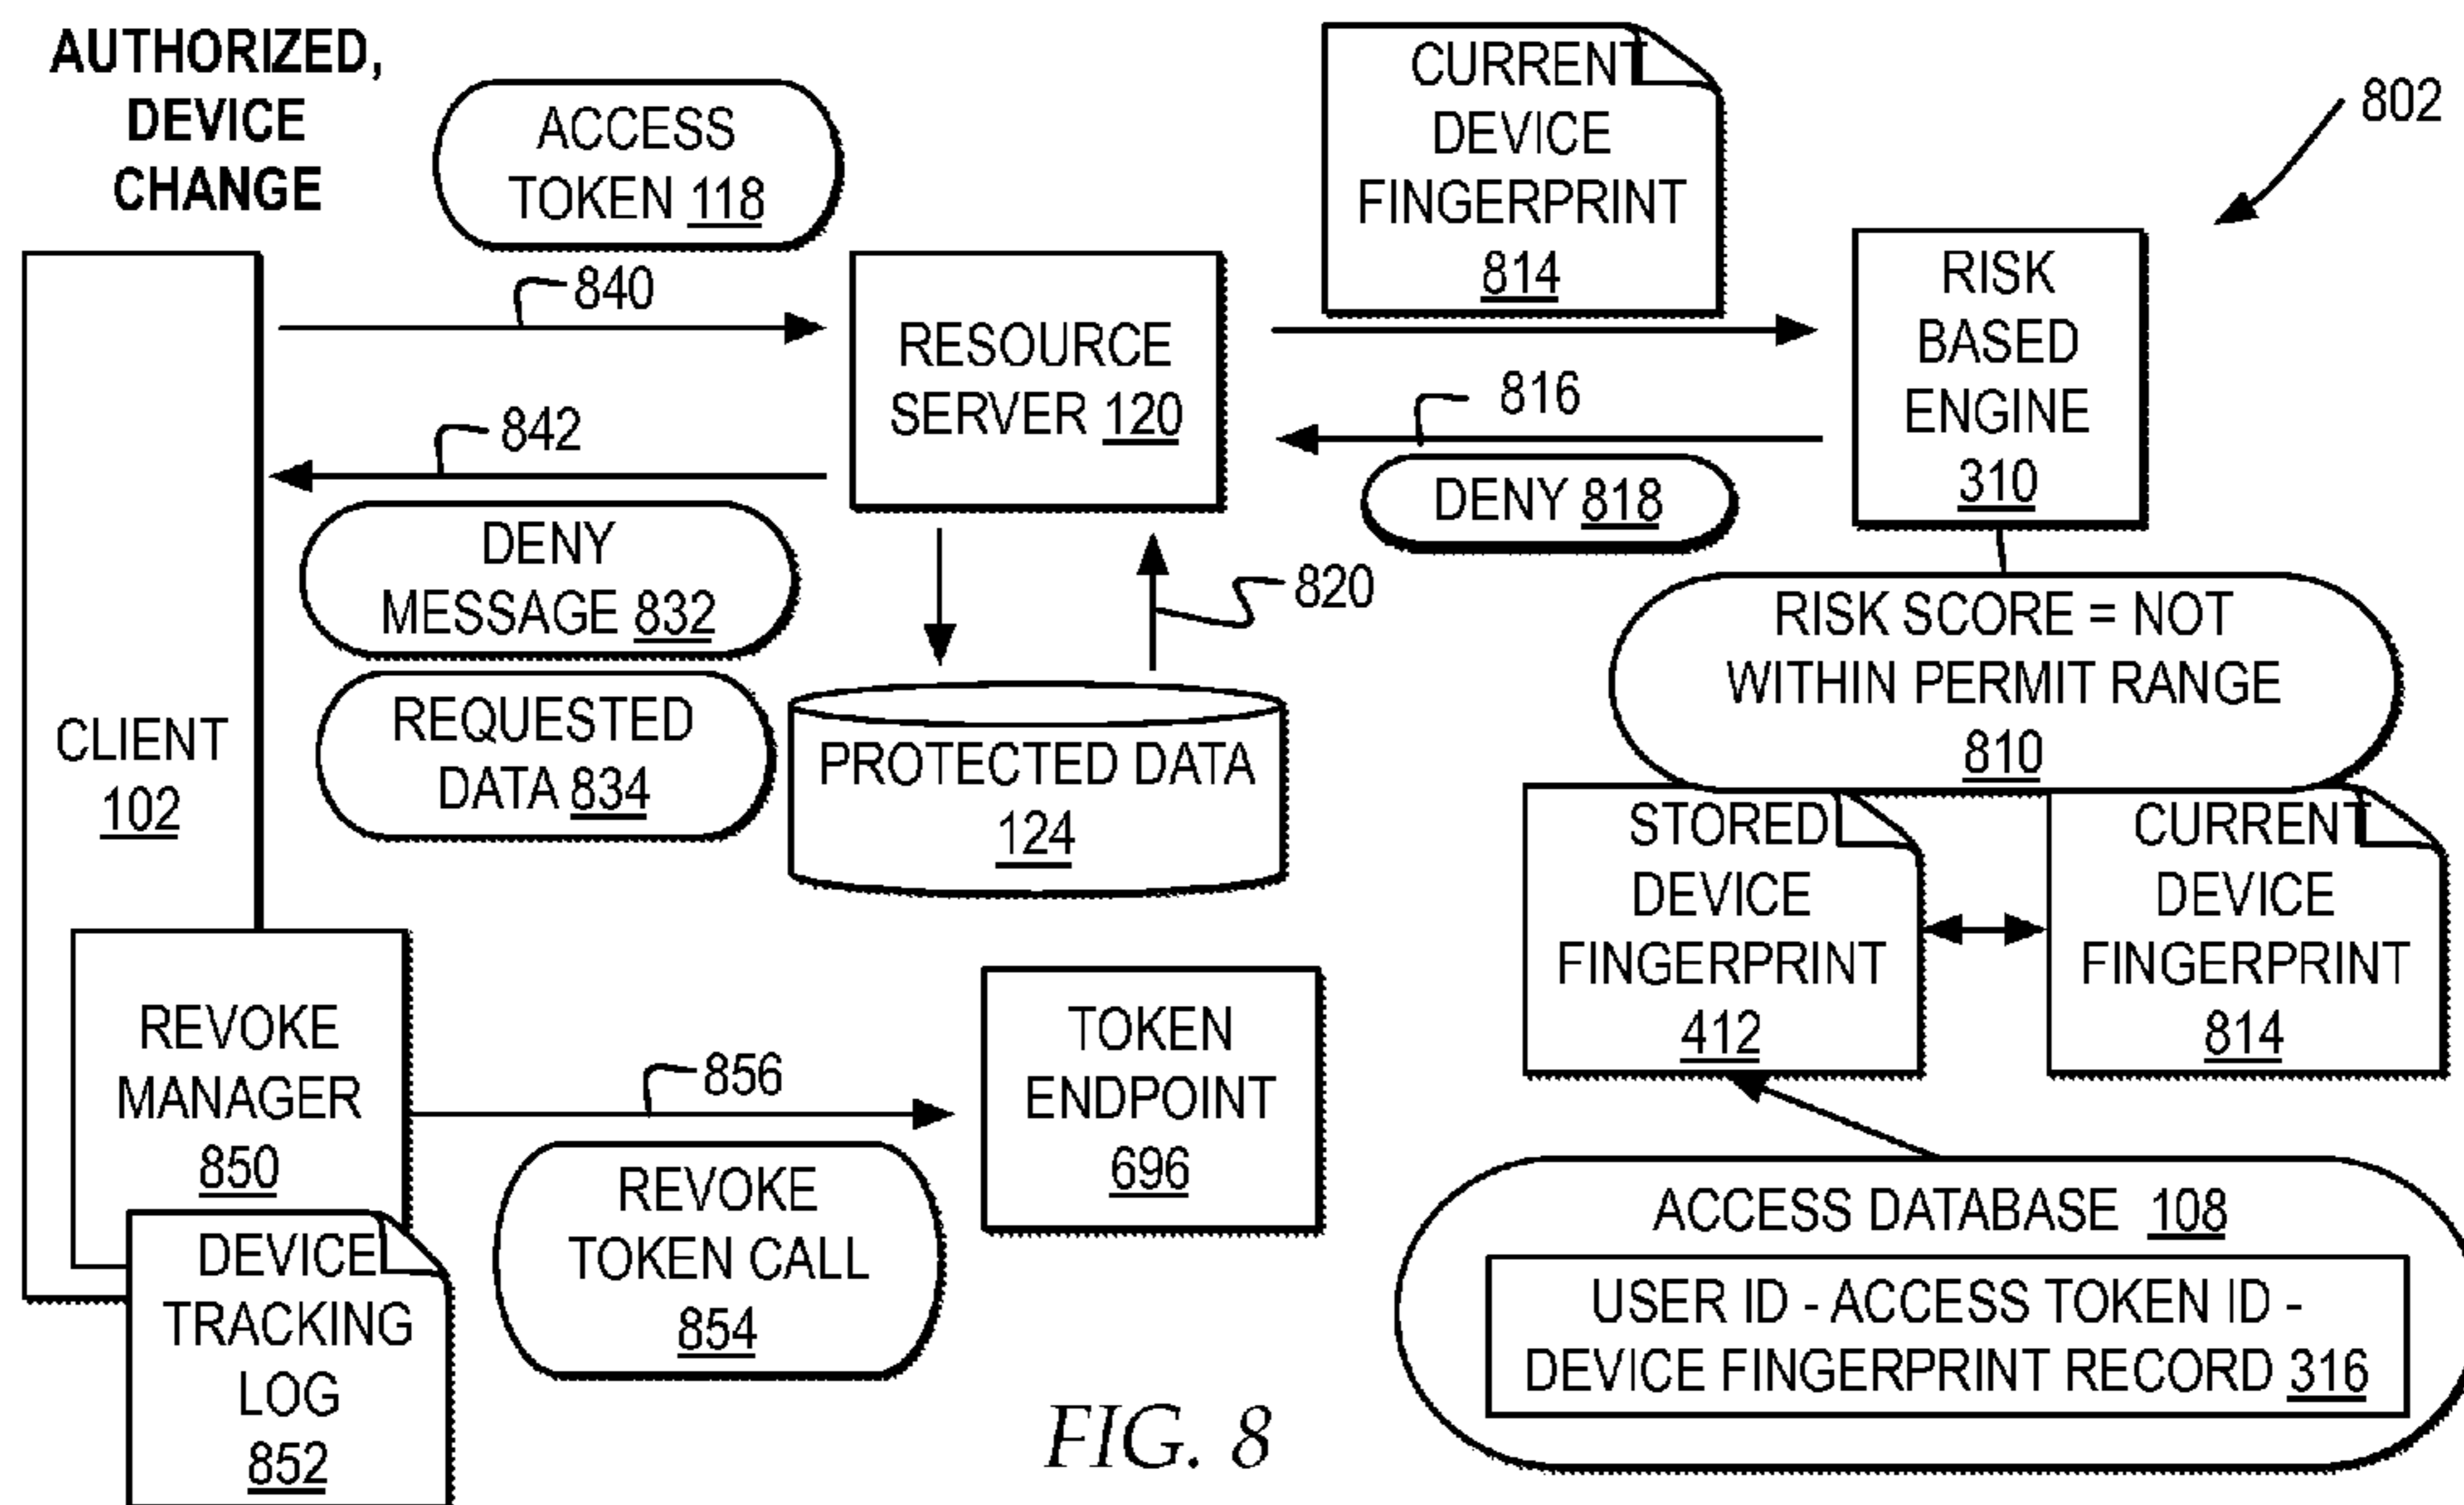 AUTHORIZED,
DEVICE
CHANGE
ACCESS
TOKEN 118
CURRENT
DEVICE
FINGERPRINT
814
802
840
RESOURCE
SERVER 120
RISK
BASED
ENGINE
310
842
816
DENY 818
DENY
MESSAGE 832
820
REQUESTED
DATA 834
CLIENT
102
PROTECTED DATA
124
RISK SCORE = NOT
WITHIN PERMIT RANGE
810
STORED
DEVICE
FINGERPRINT
412
CURRENT
DEVICE
FINGERPRINT
814
REVOKE
MANAGER
850
856
TOKEN
ENDPOINT
696
REVOKE
TOKEN CALL
854
DEVICE
TRACKING
LOG
852
ACCESS DATABASE 108
USER ID - ACCESS TOKEN ID -
DEVICE FINGERPRINT RECORD 316
FIG. 8